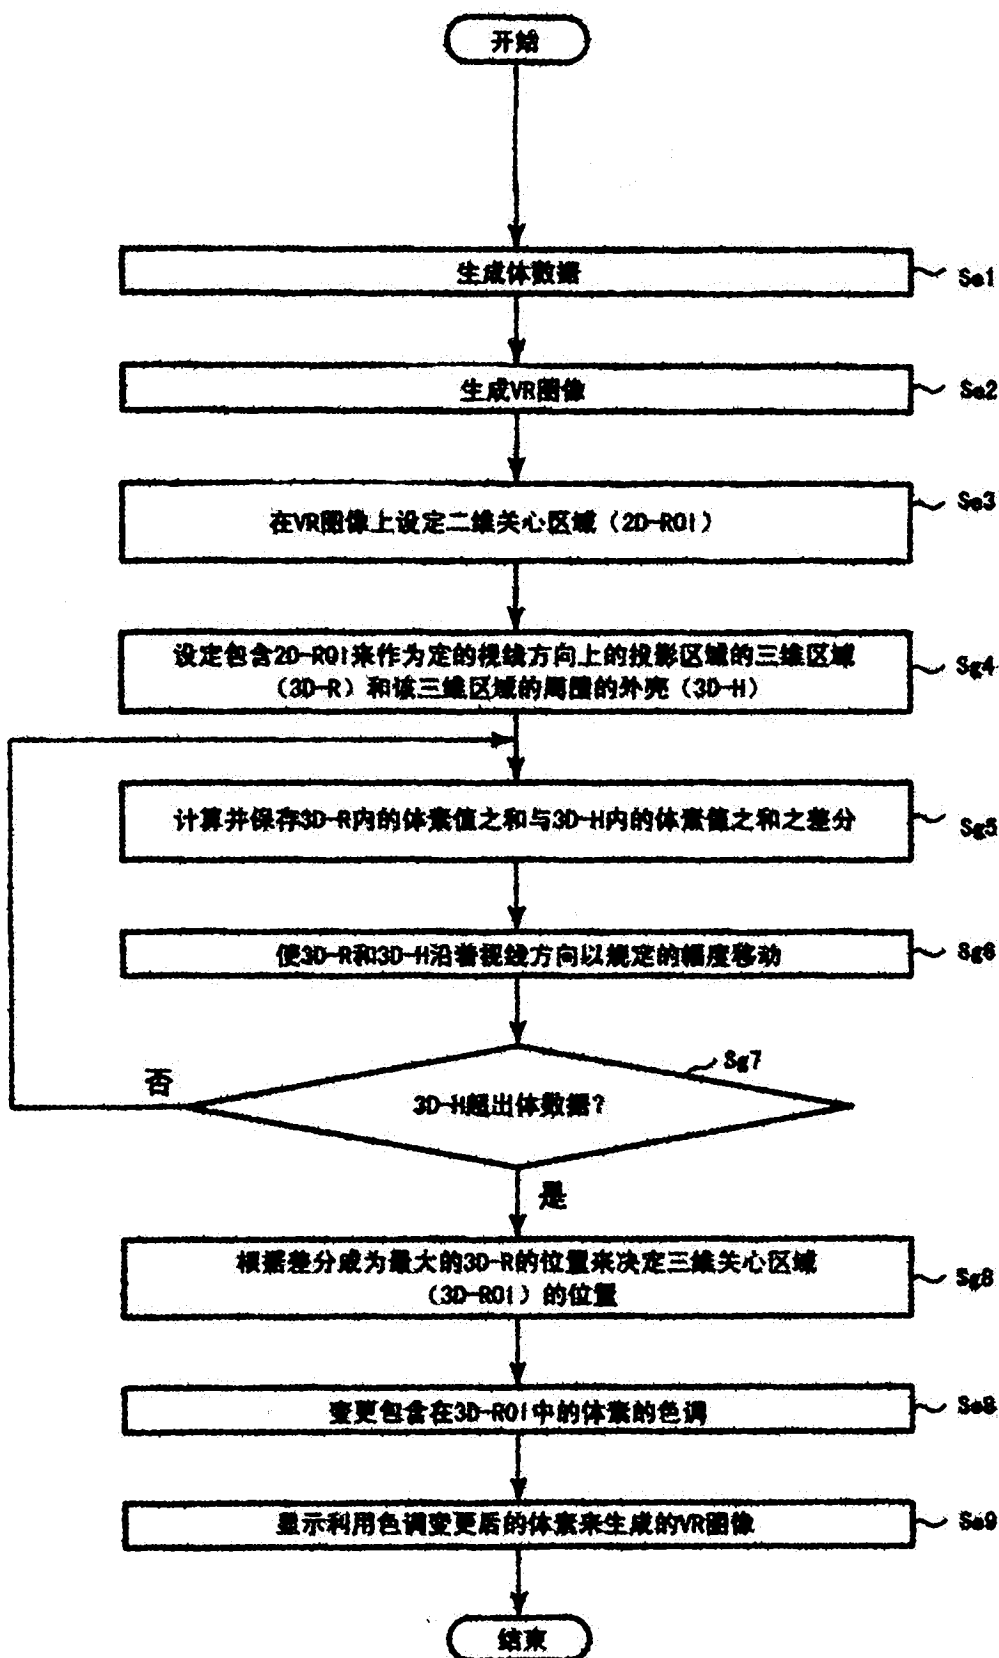 开始
生成体数据
Se1
生成VR图像
Se2
在VR图像上设定二维关心区域（2D-ROI）
Se3
设定包含2D-ROI来作为定的视线方向上的投影区域的三维区域
（3D-R）和该三维区域的周围的外壳（3D-H）
Sg4
计算并保存3D-R内的体素值之和与3D-H内的体素值之和之差分
Sg5
使3D-R和3D-H沿着视线方向以规定的幅度移动
Sg6
Sg7
否
3D-H超出体数据？
是
根据差分成为最大的3D-R的位置来决定三维关心区域
（3D-ROI）的位置
Sg8
变更包含在3D-ROI中的体素的色调
Se8
显示利用色调变更后的体素来生成的VR图像
Se9
结束